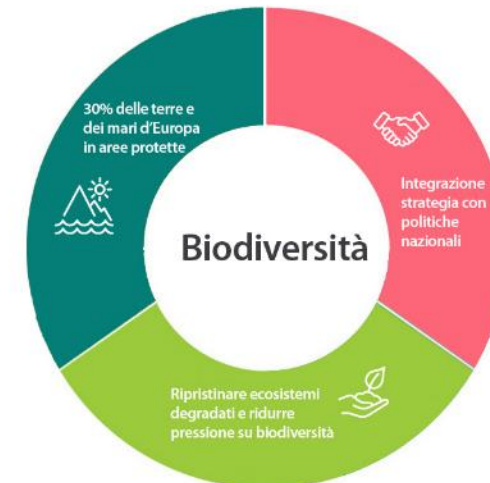 30% delle terre e
dei mari d'Europa
in aree protette
Integrazione
strategia con
politiche
nazionali
Biodiversità
Ripristinare ecosistemi
degradati e ridurre
pressione su biodiversità